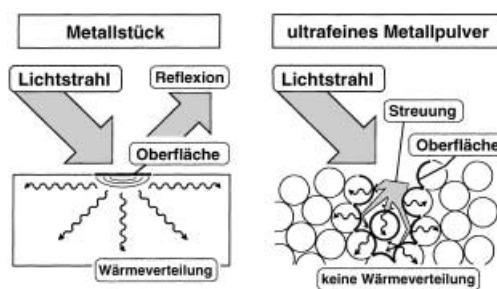 Metallstück
Lichtstrahl
Reflexion
Oberfläche
Wärmeverteilung
ultrafeines Metallpulver
Lichtstrahl
Streuung
Oberfläche
keine Wärmeverteilung